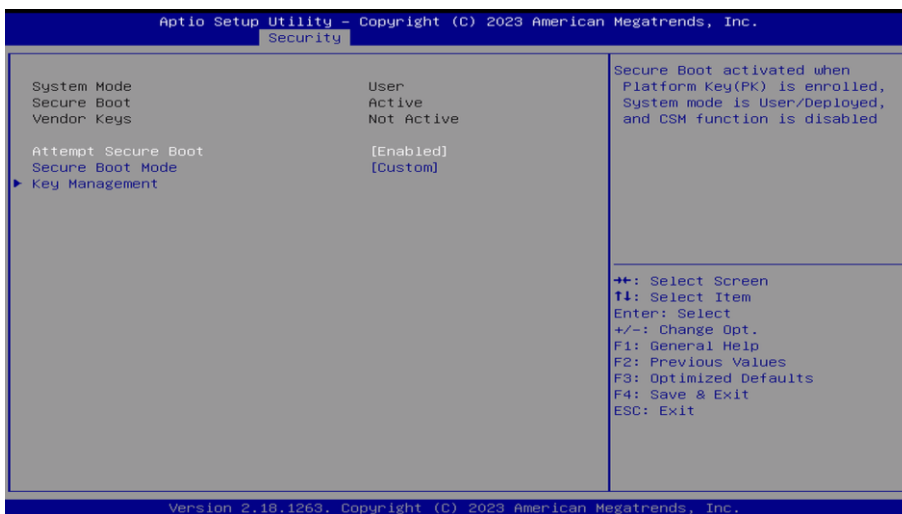 Aptio Setup Utility – Copyright (C) 2023 American Megatrends, Inc.
Security
System Mode User
Secure Boot Active
Vendor Keys Not Active
Attempt Secure Boot [Enabled]
Secure Boot Mode [Custom]
▶ Key Management
Secure Boot activated when
Platform Key(PK) is enrolled,
System mode is User/Deployed,
and CSM function is disabled
→←: Select Screen
↑↓: Select Item
Enter: Select
+/-: Change Opt.
F1: General Help
F2: Previous Values
F3: Optimized Defaults
F4: Save & Exit
ESC: Exit
Version 2.18.1263. Copyright (C) 2023 American Megatrends, Inc.